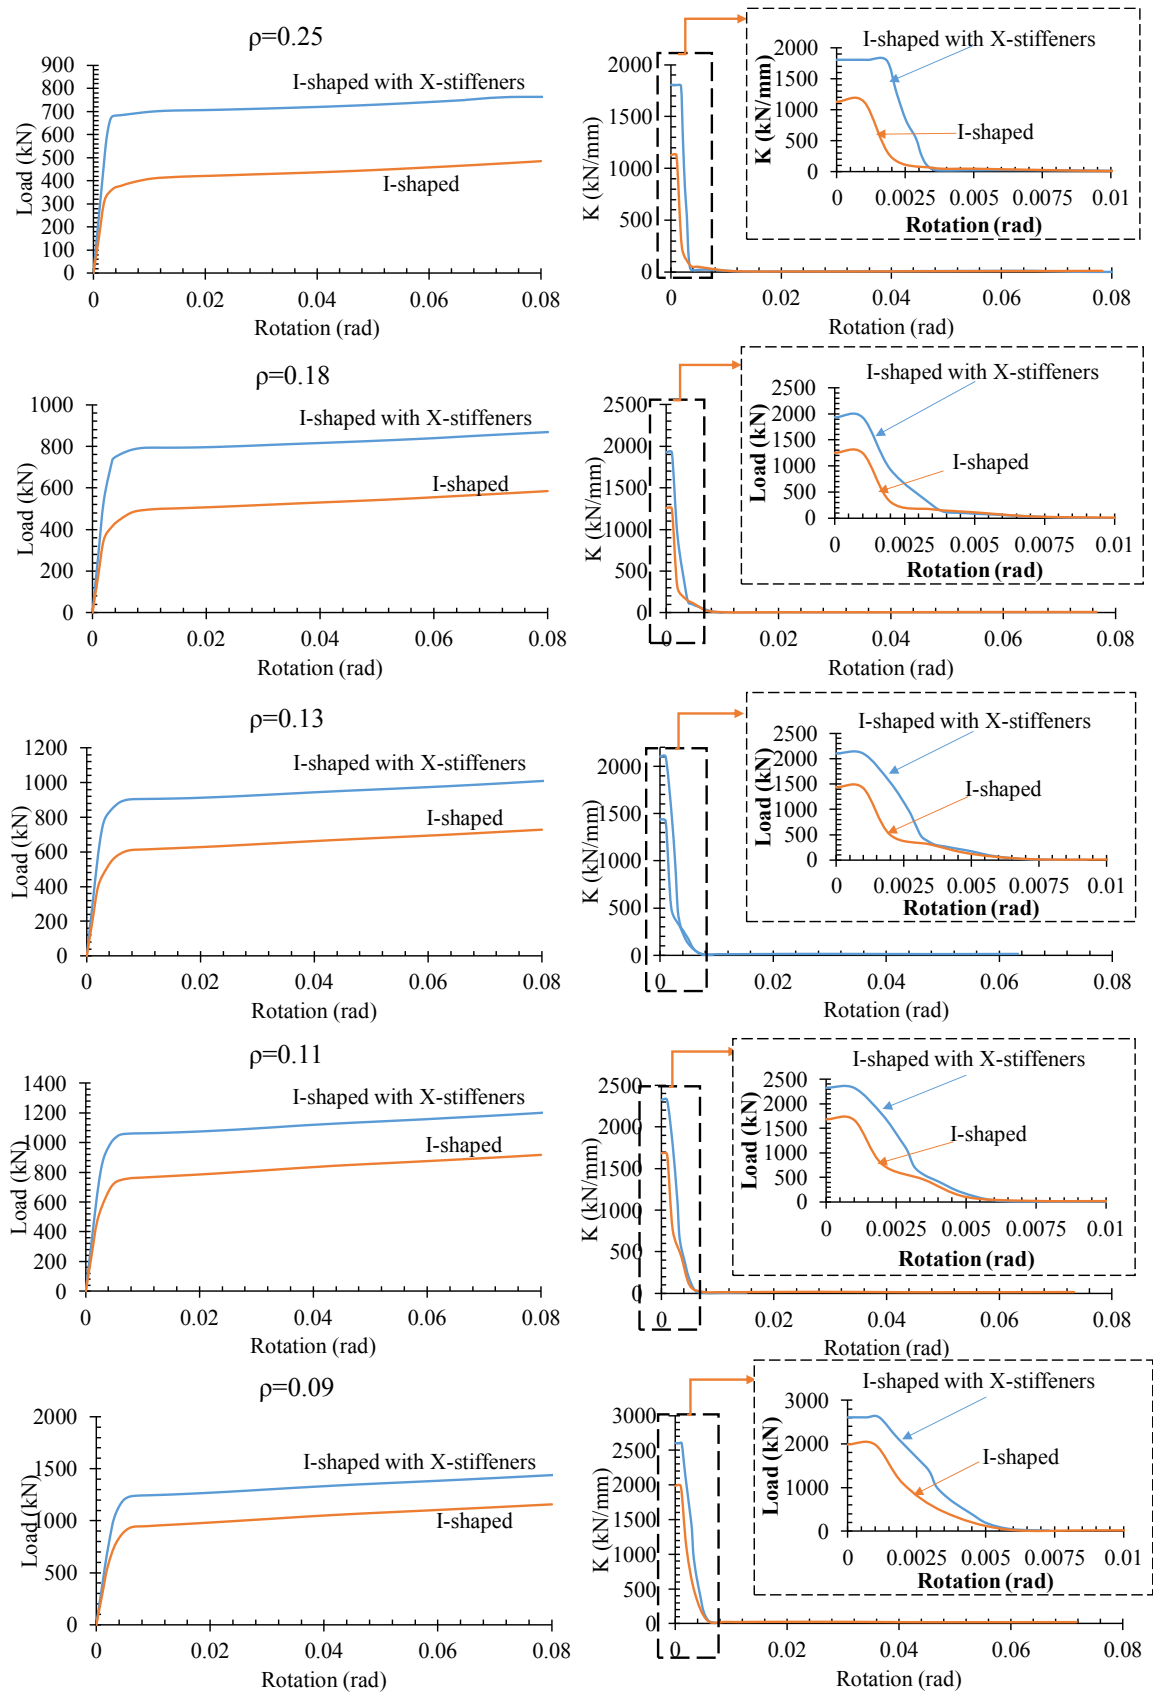 ρ=0.25
900
800
700
600
500
400
300
200
100
0
Load (kN)
I-shaped with X-stiffeners
I-shaped
0 0.02 0.04 0.06 0.08
Rotation (rad)
2000
1500
1000
500
0
K (kN/mm)
0 0.02 0.04 0.06 0.08
Rotation (rad)
I-shaped with X-stiffeners
2000
1500
1000
500
0
K (kN/mm)
I-shaped
0 0.0025 0.005 0.0075 0.01
Rotation (rad)
ρ=0.18
1000
800
600
400
200
0
Load (kN)
I-shaped with X-stiffeners
I-shaped
0 0.02 0.04 0.06 0.08
Rotation (rad)
2500
2000
1500
1000
500
0
K (kN/mm)
0 0.02 0.04 0.06 0.08
Rotation (rad)
I-shaped with X-stiffeners
2500
2000
1500
1000
500
0
Load (kN)
I-shaped
0 0.0025 0.005 0.0075 0.01
Rotation (rad)
ρ=0.13
1200
1000
800
600
400
200
0
Load (kN)
I-shaped with X-stiffeners
I-shaped
0 0.02 0.04 0.06 0.08
Rotation (rad)
2000
1500
1000
500
0
K (kN/mm)
0 0.02 0.04 0.06 0.08
Rotation (rad)
I-shaped with X-stiffeners
2500
2000
1500
1000
500
0
Load (kN)
I-shaped
0 0.0025 0.005 0.0075 0.01
Rotation (rad)
ρ=0.11
1400
1200
1000
800
600
400
200
0
Load (kN)
I-shaped with X-stiffeners
I-shaped
0 0.02 0.04 0.06 0.08
Rotation (rad)
2500
2000
1500
1000
500
0
K (kN/mm)
0 0.02 0.04 0.06 0.08
Rotation (rad)
I-shaped with X-stiffeners
2500
2000
1500
1000
500
0
Load (kN)
I-shaped
0 0.0025 0.005 0.0075 0.01
Rotation (rad)
ρ=0.09
2000
1500
1000
500
0
Load (kN)
I-shaped with X-stiffeners
I-shaped
0 0.02 0.04 0.06 0.08
Rotation (rad)
3000
2500
2000
1500
1000
500
0
K (kN/mm)
0 0.02 0.04 0.06 0.08
Rotation (rad)
I-shaped with X-stiffeners
3000
2000
1000
0
Load (kN)
I-shaped
0 0.0025 0.005 0.0075 0.01
Rotation (rad)